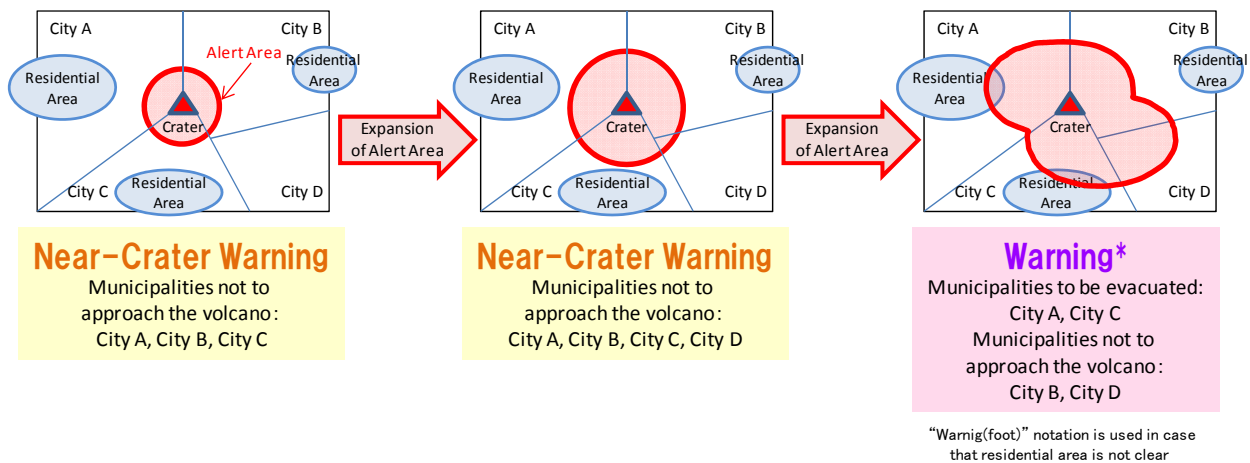 City A
City B
Alert Area
Residential
Area
Residential
Area
Crater
City C
Residential
Area
City D
Expansion
of Alert Area
City A
City B
Residential
Area
Residential
Area
Crater
City C
Residential
Area
City D
Expansion
of Alert Area
City A
City B
Residential
Area
Residential
Area
Crater
City C
Residential
Area
City D
Near-Crater Warning
Municipalities not to
approach the volcano:
City A, City B, City C
Near-Crater Warning
Municipalities not to
approach the volcano:
City A, City B, City C, City D
Warning*
Municipalities to be evacuated:
City A, City C
Municipalities not to
approach the volcano:
City B, City D
“Warnig(foot)” notation is used in case
that residential area is not clear